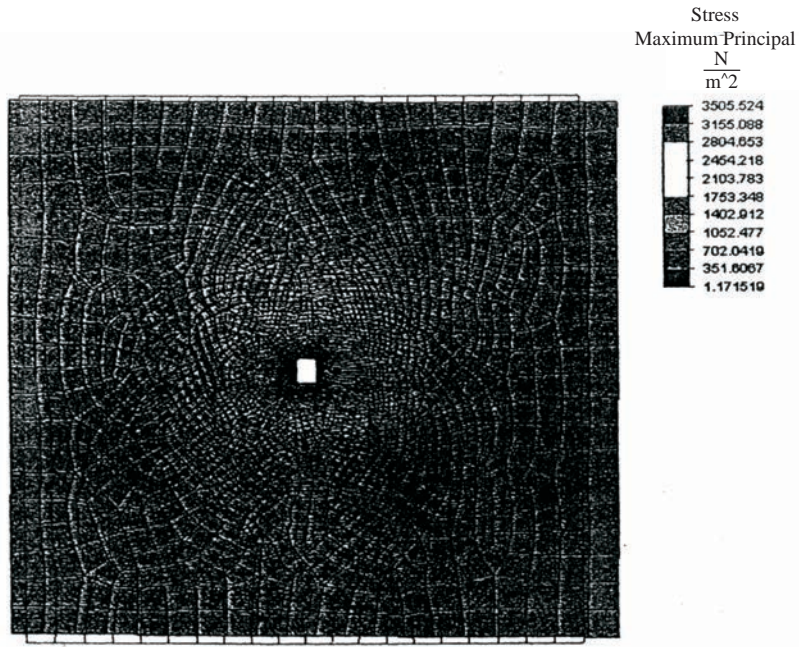 Stress
Maximum Principal
N
m^2
3505.524
3155.088
2804.653
2454.218
2103.783
1753.348
1402.912
1052.477
702.0419
351.6067
1.171519